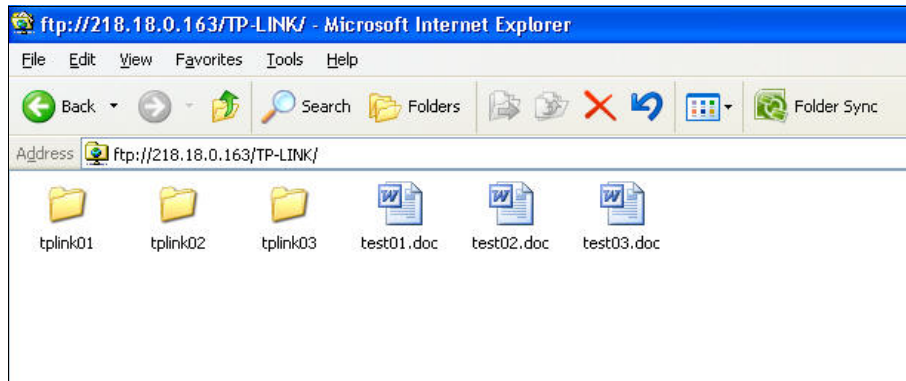 ftp://218.18.0.163/TP-LINK/ - Microsoft Internet Explorer
File Edit View Favorites Tools Help
Back Search Folders Folder Sync
Address ftp://218.18.0.163/TP-LINK/
tplink01 tplink02 tplink03 test01.doc test02.doc test03.doc